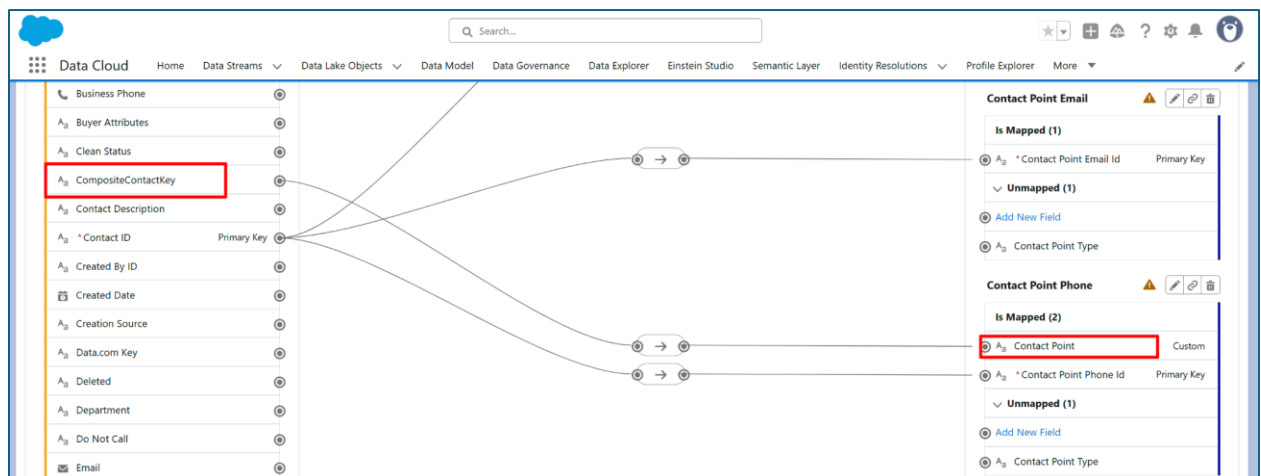 Search...
Data Cloud Home Data Streams Data Lake Objects Data Model Data Governance Data Explorer Einstein Studio Semantic Layer Identity Resolutions Profile Explorer More
Business Phone
Buyer Attributes
Clean Status
CompositeContactKey
Contact Description
*Contact ID Primary Key
Created By ID
Created Date
Creation Source
Data.com Key
Deleted
Department
Do Not Call
Email
Contact Point Email
Is Mapped (1)
*Contact Point Email Id Primary Key
Unmapped (1)
Add New Field
Contact Point Type
Contact Point Phone
Is Mapped (2)
Contact Point Custom
*Contact Point Phone Id Primary Key
Unmapped (1)
Add New Field
Contact Point Type